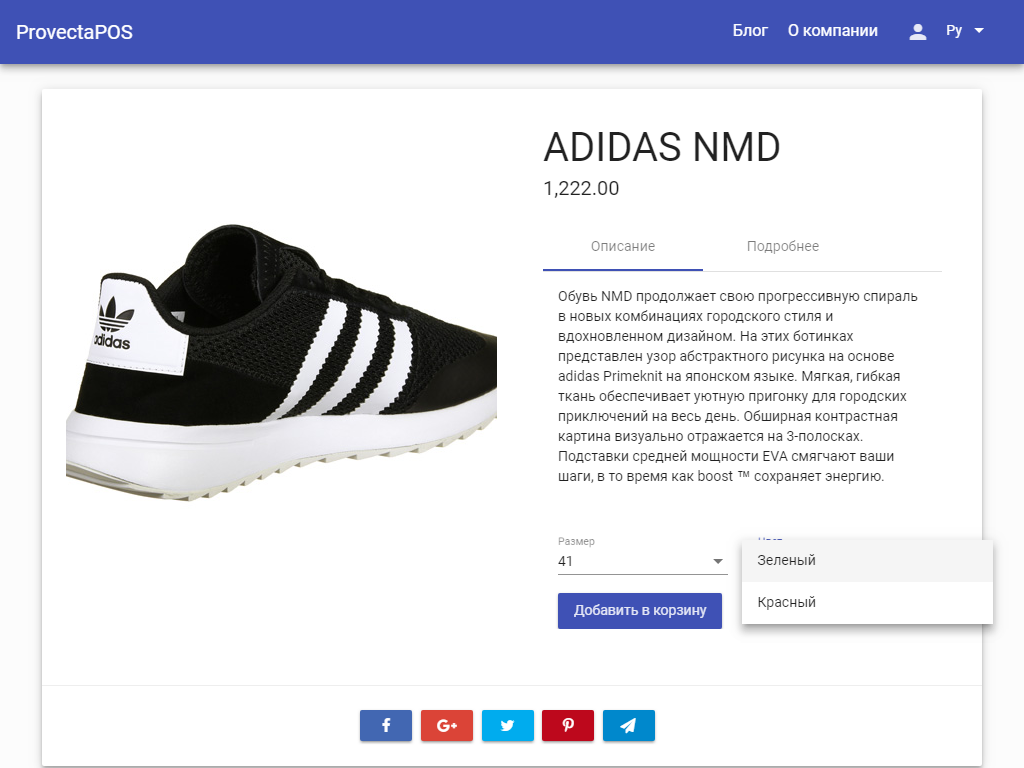 ProvectaPOS
Блог
О компании
Ру
adidas
ADIDAS NMD
1,222.00
Описание
Подробнее
Обувь NMD продолжает свою прогрессивную спираль
в новых комбинациях городского стиля и
вдохновленном дизайном. На этих ботинках
представлен узор абстрактного рисунка на основе
adidas Primeknit на японском языке. Мягкая, гибкая
ткань обеспечивает уютную пригонку для городских
приключений на весь день. Обширная контрастная
картина визуально отражается на 3-полосках.
Подставки средней мощности EVA смягчают ваши
шаги, в то время как boost ™ сохраняет энергию.
Размер
41
Зеленый
Красный
Добавить в корзину
G+